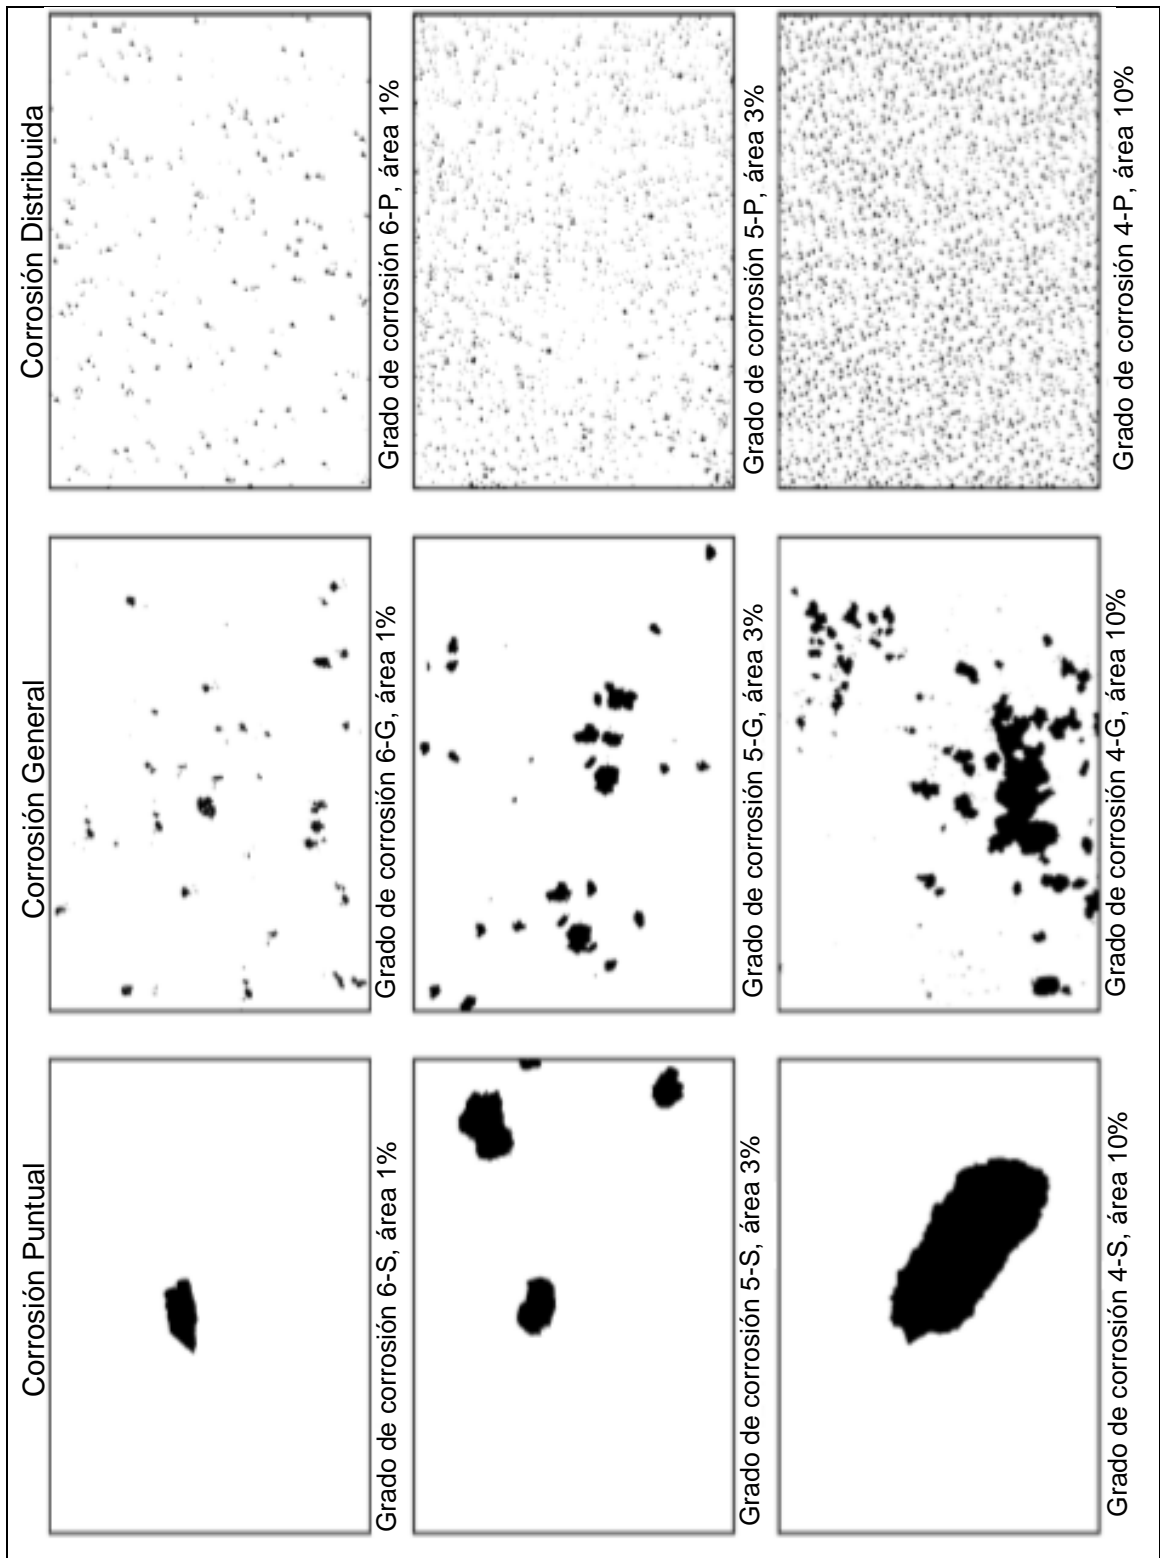 Corrosión Puntual
Corrosión General
Corrosión Distribuida
Grado de corrosión 6-S, área 1%
Grado de corrosión 6-G, área 1%
Grado de corrosión 6-P, área 1%
Grado de corrosión 5-S, área 3%
Grado de corrosión 5-G, área 3%
Grado de corrosión 5-P, área 3%
Grado de corrosión 4-S, área 10%
Grado de corrosión 4-G, área 10%
Grado de corrosión 4-P, área 10%